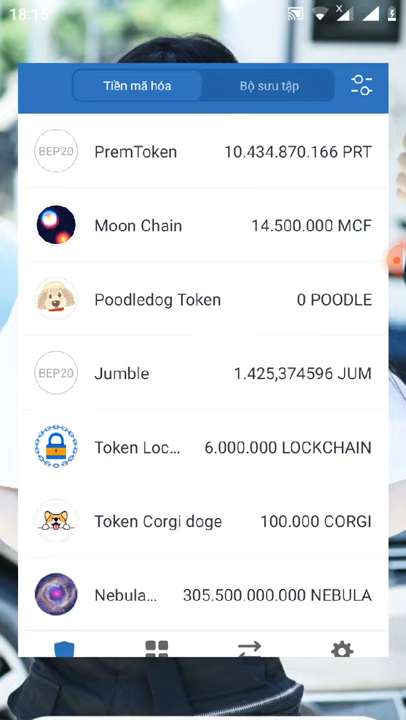 18:15
Tiền mã hóa Bộ sưu tập
BEP20 PremToken 10.434.870.166 PRT
Moon Chain 14.500.000 MCF
Poodledog Token 0 POODLE
BEP20 Jumble 1.425,374596 JUM
Token Loc... 6.000.000 LOCKCHAIN
Token Corgi doge 100.000 CORGI
Nebula... 305.500.000.000 NEBULA